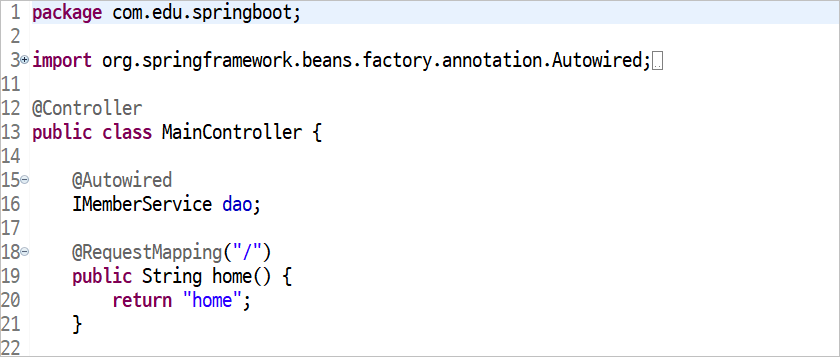 1 package com.edu.springboot;
2
3 import org.springframework.beans.factory.annotation.Autowired;
11
12 @Controller
13 public class MainController {
14
15 @Autowired
16 IMemberService dao;
17
18 @RequestMapping("/")
19 public String home() {
20 return "home";
21 }
22